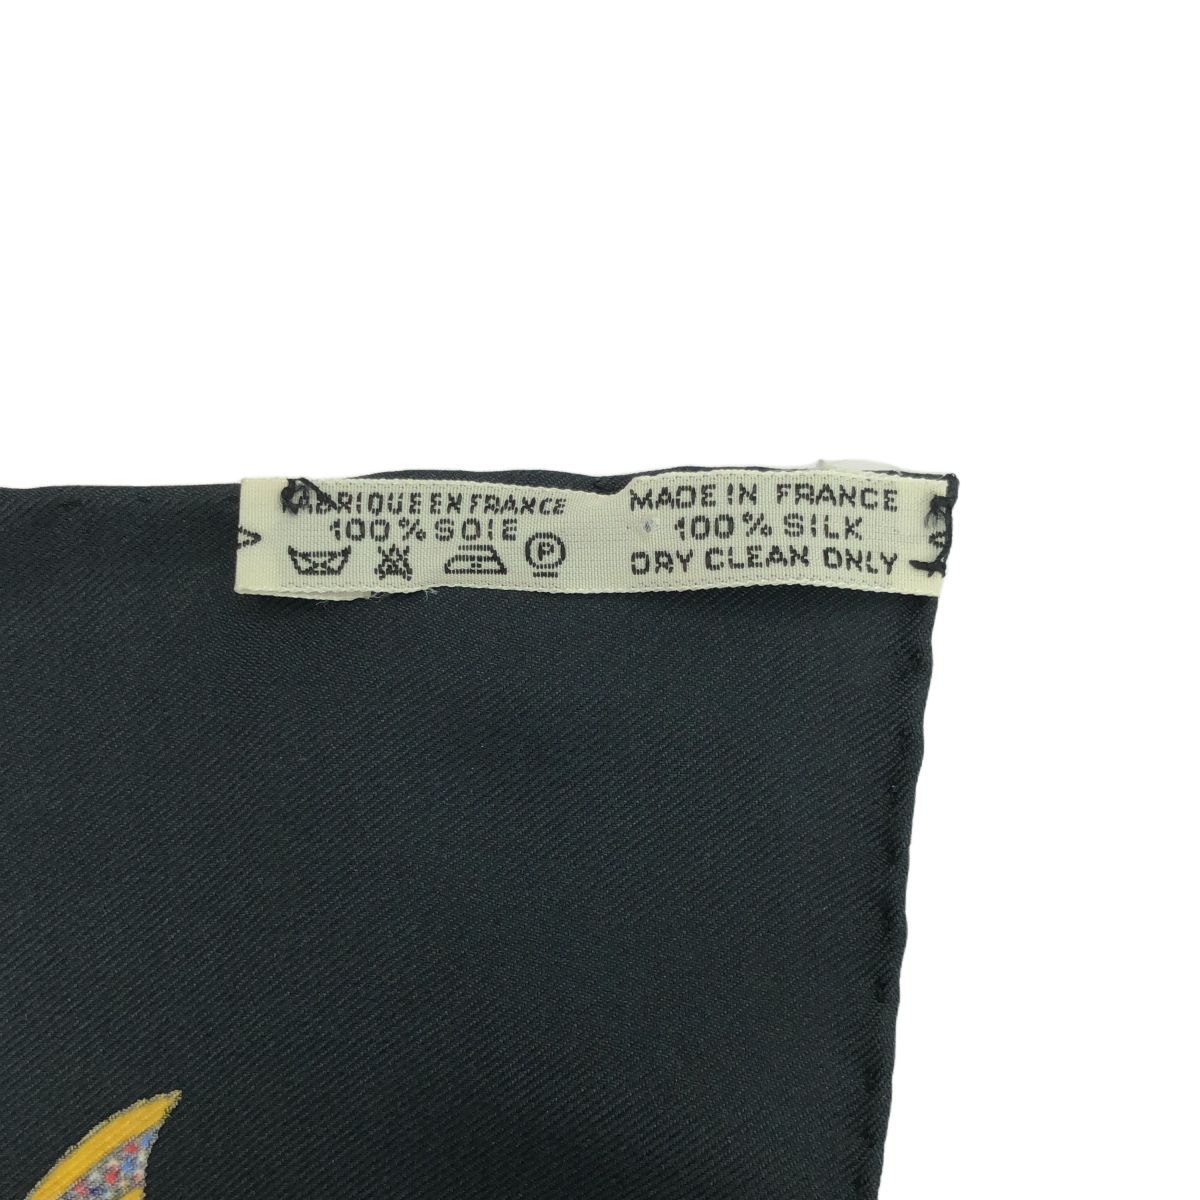 FABRIQUE EN FRANCE
100% SOIE
P
MADE IN FRANCE
100% SILK
DRY CLEAN ONLY